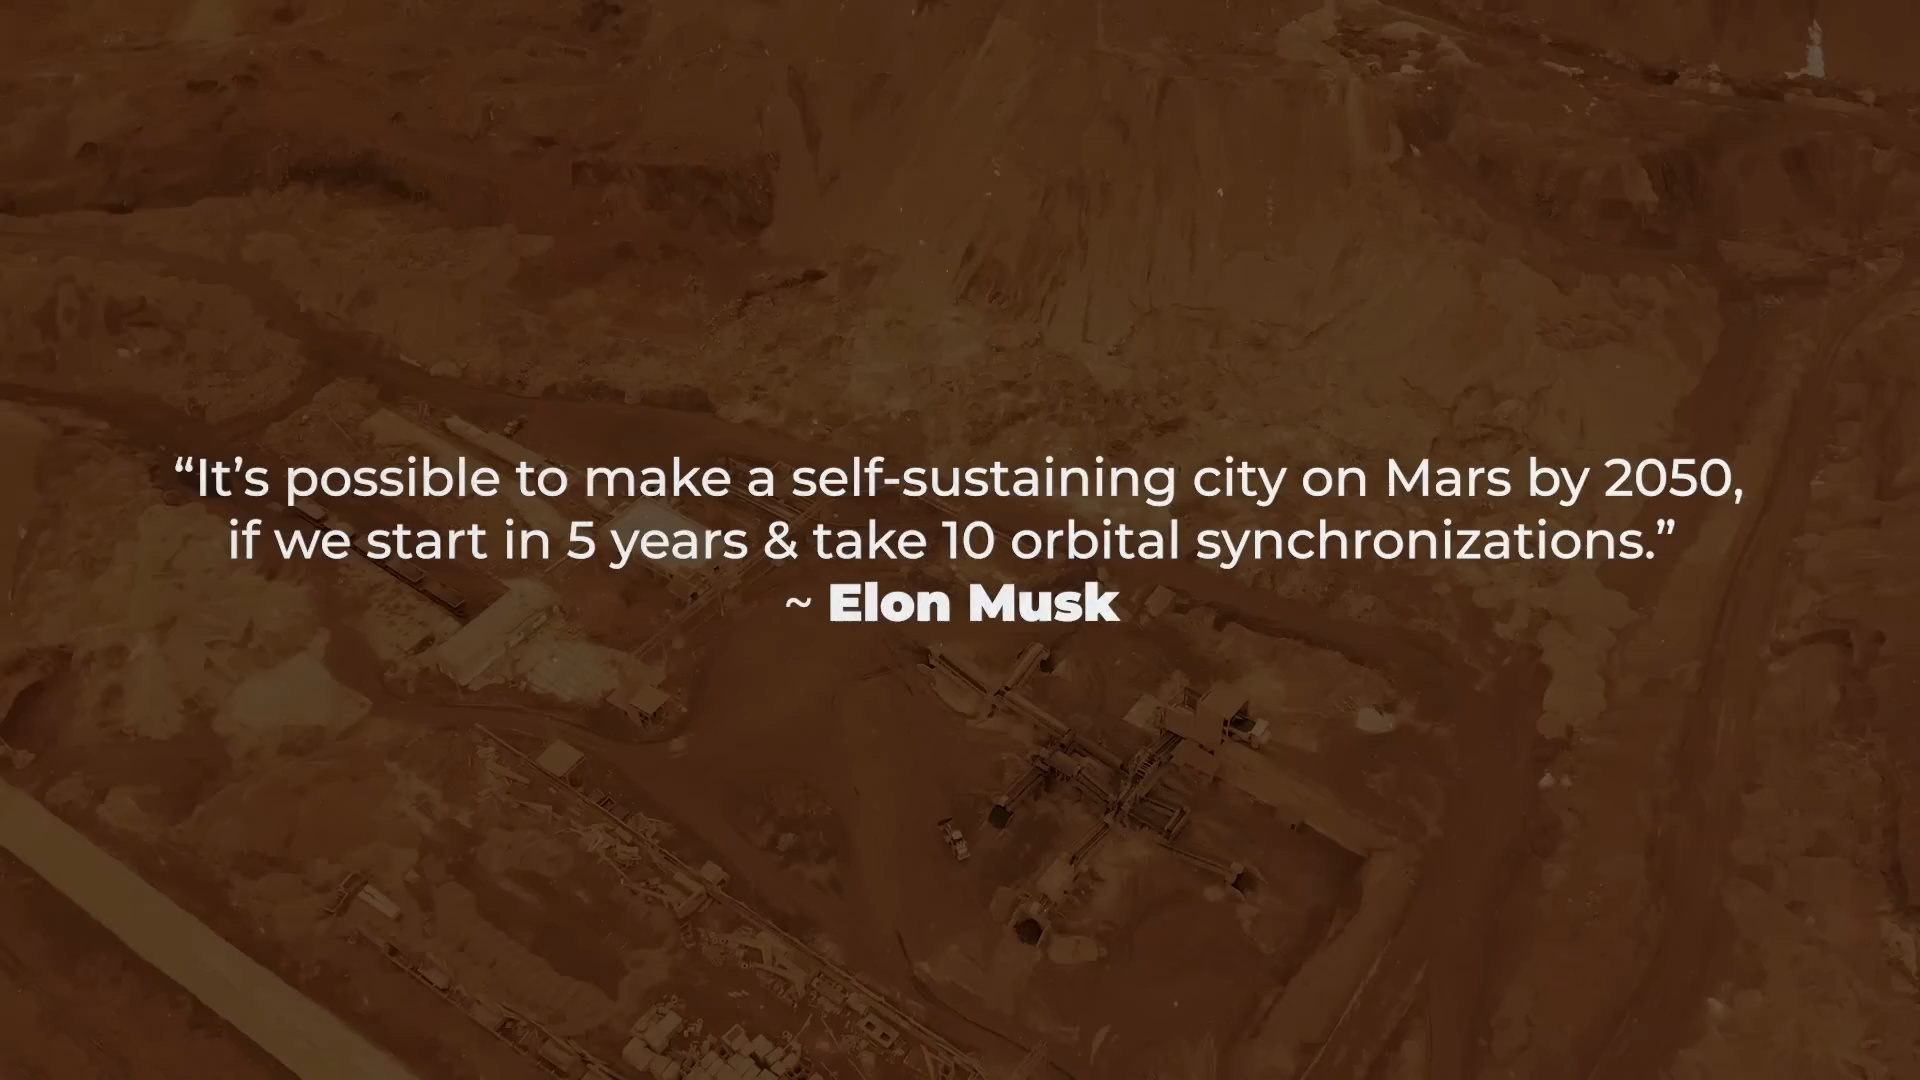 “It’s possible to make a self-sustaining city on Mars by 2050,
if we start in 5 years & take 10 orbital synchronizations.”
~ Elon Musk